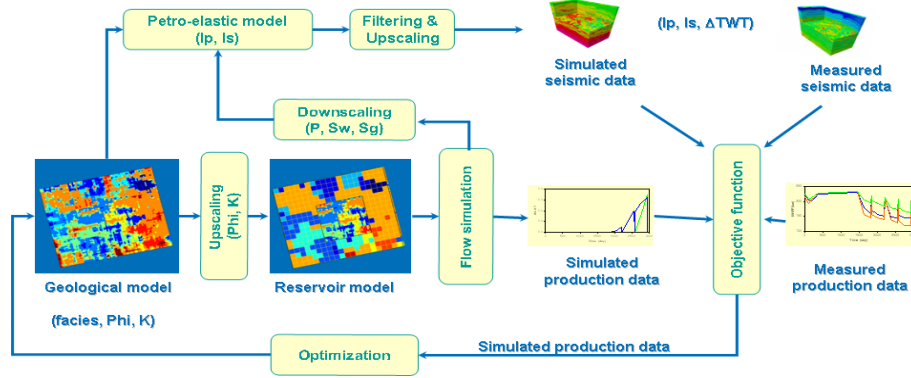 Petro-elastic model
(Ip, Is)
Filtering &
Upscaling
(Ip, Is, ΔTWT)
Simulated
seismic data
Measured
seismic data
Downscaling
(P, Sw, Sg)
Upscaling
(Phi, K)
Flow simulation
Objective function
Geological model
(facies, Phi, K)
Reservoir model
Simulated
production data
Measured
production data
Optimization
Simulated production data